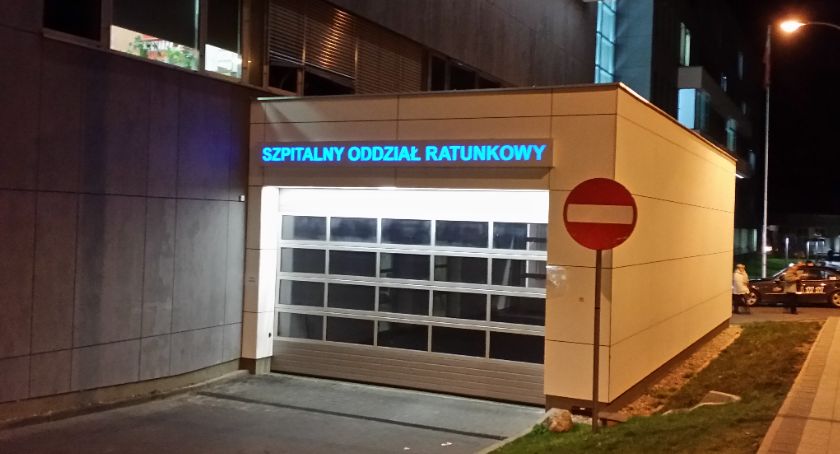 SZPITALNY ODDZIAŁ RATUNKOWY